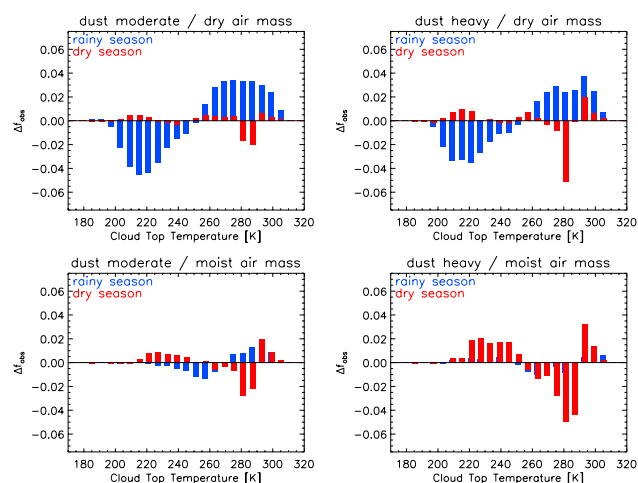 dust moderate / dry air mass
rainy season
dry season
0.06
0.04
0.02
0.00
−0.02
−0.04
−0.06
Δf_obs
180 200 220 240 260 280 300 320
Cloud Top Temperature [K]
dust heavy / dry air mass
rainy season
dry season
0.06
0.04
0.02
0.00
−0.02
−0.04
−0.06
Δf_obs
180 200 220 240 260 280 300 320
Cloud Top Temperature [K]
dust moderate / moist air mass
rainy season
dry season
0.06
0.04
0.02
0.00
−0.02
−0.04
−0.06
Δf_obs
180 200 220 240 260 280 300 320
Cloud Top Temperature [K]
dust heavy / moist air mass
rainy season
dry season
0.06
0.04
0.02
0.00
−0.02
−0.04
−0.06
Δf_obs
180 200 220 240 260 280 300 320
Cloud Top Temperature [K]